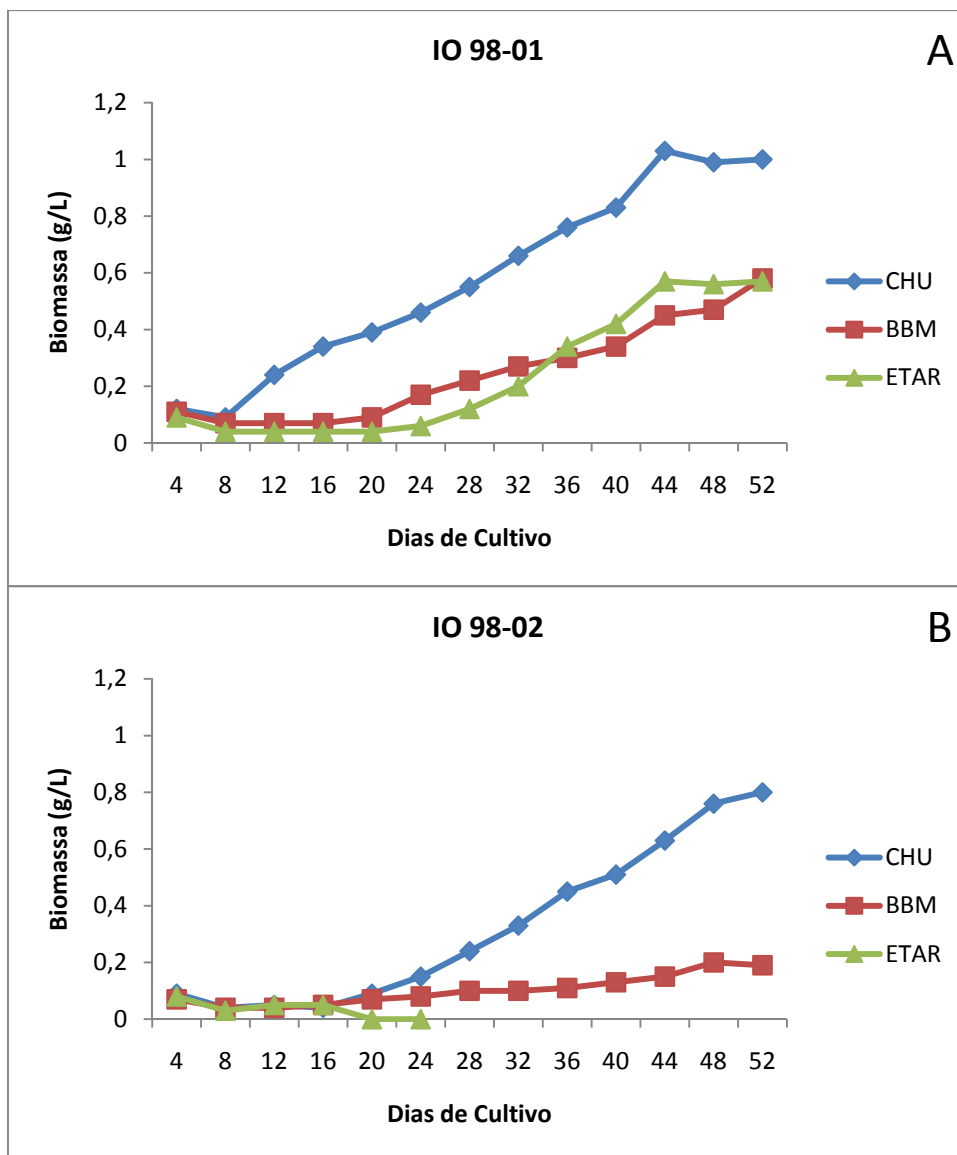 IO 98-01
A
1,2
1
0,8
0,6
0,4
0,2
0
Biomassa (g/L)
4 8 12 16 20 24 28 32 36 40 44 48 52
Dias de Cultivo
CHU
BBM
ETAR
IO 98-02
B
1,2
1
0,8
0,6
0,4
0,2
0
Biomassa (g/L)
4 8 12 16 20 24 28 32 36 40 44 48 52
Dias de Cultivo
CHU
BBM
ETAR